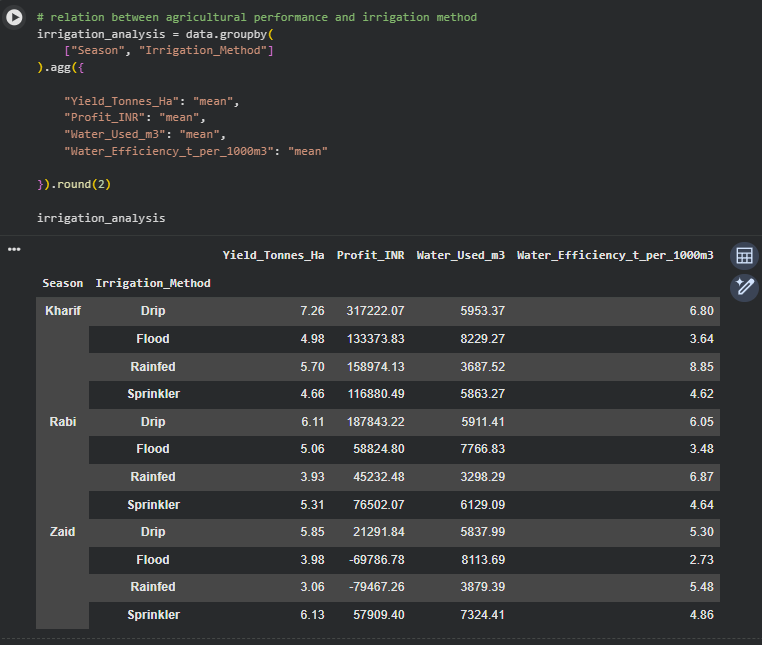 # relation between agricultural performance and irrigation method
irrigation_analysis = data.groupby(
["Season", "Irrigation_Method"]
).agg({
"Yield_Tonnes_Ha": "mean",
"Profit_INR": "mean",
"Water_Used_m3": "mean",
"Water_Efficiency_t_per_1000m3": "mean"
}).round(2)
irrigation_analysis
Yield_Tonnes_Ha Profit_INR Water_Used_m3 Water_Efficiency_t_per_1000m3
Season Irrigation_Method
Kharif Drip 7.26 317222.07 5953.37 6.80
Flood 4.98 133373.83 8229.27 3.64
Rainfed 5.70 158974.13 3687.52 8.85
Sprinkler 4.66 116880.49 5863.27 4.62
Rabi Drip 6.11 187843.22 5911.41 6.05
Flood 5.06 58824.80 7766.83 3.48
Rainfed 3.93 45232.48 3298.29 6.87
Sprinkler 5.31 76502.07 6129.09 4.64
Zaid Drip 5.85 21291.84 5837.99 5.30
Flood 3.98 -69786.78 8113.69 2.73
Rainfed 3.06 -79467.26 3879.39 5.48
Sprinkler 6.13 57909.40 7324.41 4.86